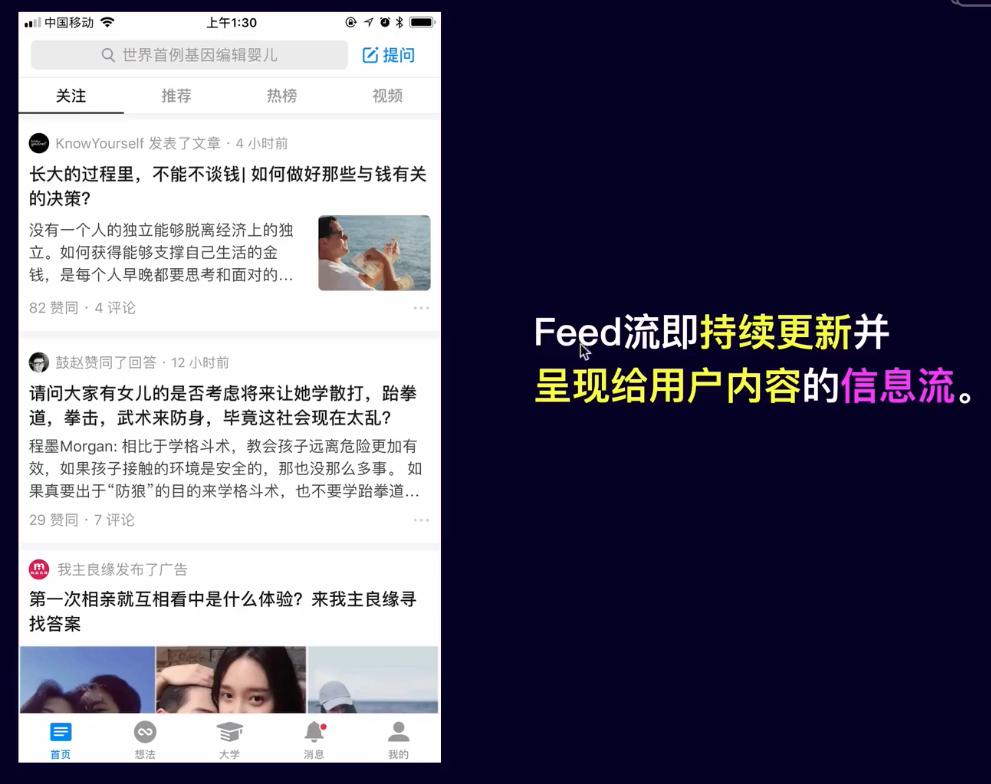 中国移动
上午1:30
世界首例基因编辑婴儿
提问
关注
推荐
热榜
视频
KnowYourself 发表了文章 · 4 小时前
长大的过程里，不能不谈钱| 如何做好那些与钱有关
的决策?
没有一个人的独立能够脱离经济上的独
立。如何获得能够支撑自己生活的金
钱，是每个人早晚都要思考和面对的…
82 赞同 · 4 评论
鼓赵赞同了回答 · 12 小时前
请问大家有女儿的是否考虑将来让她学散打，跆拳
道，拳击，武术来防身，毕竟这社会现在太乱?
程墨Morgan: 相比于学格斗术，教会孩子远离危险更加有
效，如果孩子接触的环境是安全的，那也没那么多事。 如
果真要出于“防狼”的目的来学格斗术，也不要学跆拳道…
29 赞同 · 7 评论
我主良缘发布了广告
第一次相亲就互相看中是什么体验？来我主良缘寻
找答案
首页
想法
大学
消息
我的
Feed流即持续更新并
呈现给用户内容的信息流。